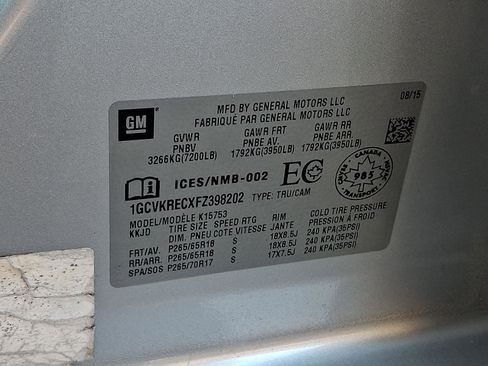 GM
MFD BY GENERAL MOTORS LLC 08/15
FABRIQUÉ PAR GENERAL MOTORS LLC
GVWR GAWR FRT GAWR RR
PNBV PNBE AV. PNBE ARR.
3266KG(7200LB) 1792KG(3950LB) 1792KG(3950LB)
ICES/NMB-002 EC CANADA 985
1GCVKRECXFZ398202 TYPE: TRU/CAM
MODEL/MODÈLE K15753 COLD TIRE PRESSURE
KKJD TIRE SIZE SPEED RTG RIM PRESSION A FROID
DIM. PNEU COTE VITESSE JANTE
FRT/AV. P265/65R18 S 18X8.5J 240 KPA(35PSI)
RR/ARR. P265/65R18 S 18X8.5J 240 KPA(35PSI)
SPA/SOS P265/70R17 S 17X7.5J 240 KPA(35PSI)